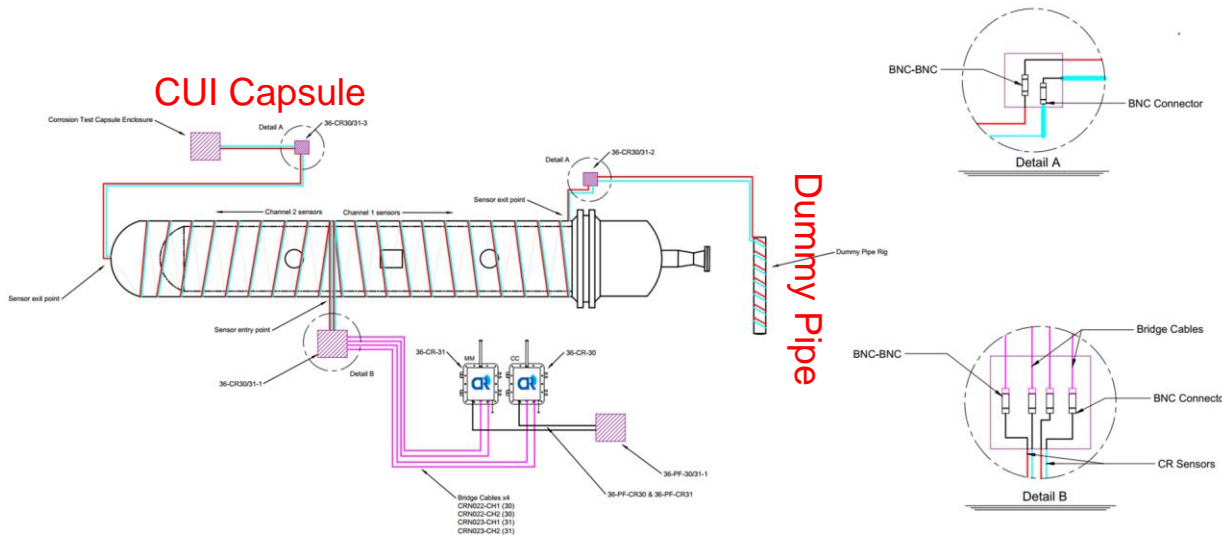 CUI Capsule
Corrosion Test Capsule Enclosure
Detail A
36-CR30/31-3
Detail A
36-CR30/31-2
Sensor exit point
Channel 2 sensors
Channel 1 sensors
Dummy Pipe
Dummy Pipe Rig
Sensor exit point
Sensor entry point
36-CR30/31-1
Detail B
36-CR-31
MM
CC
36-CR-30
CR
CR
36-PF-30/31-1
36-PF-CR30 & 36-PF-CR31
Bridge Cables x4
CRN022-CH1 (30)
CRN022-CH2 (30)
CRN023-CH1 (31)
CRN023-CH2 (31)
BNC-BNC
BNC Connector
Detail A
Bridge Cables
BNC-BNC
BNC Connecto
CR Sensors
Detail B